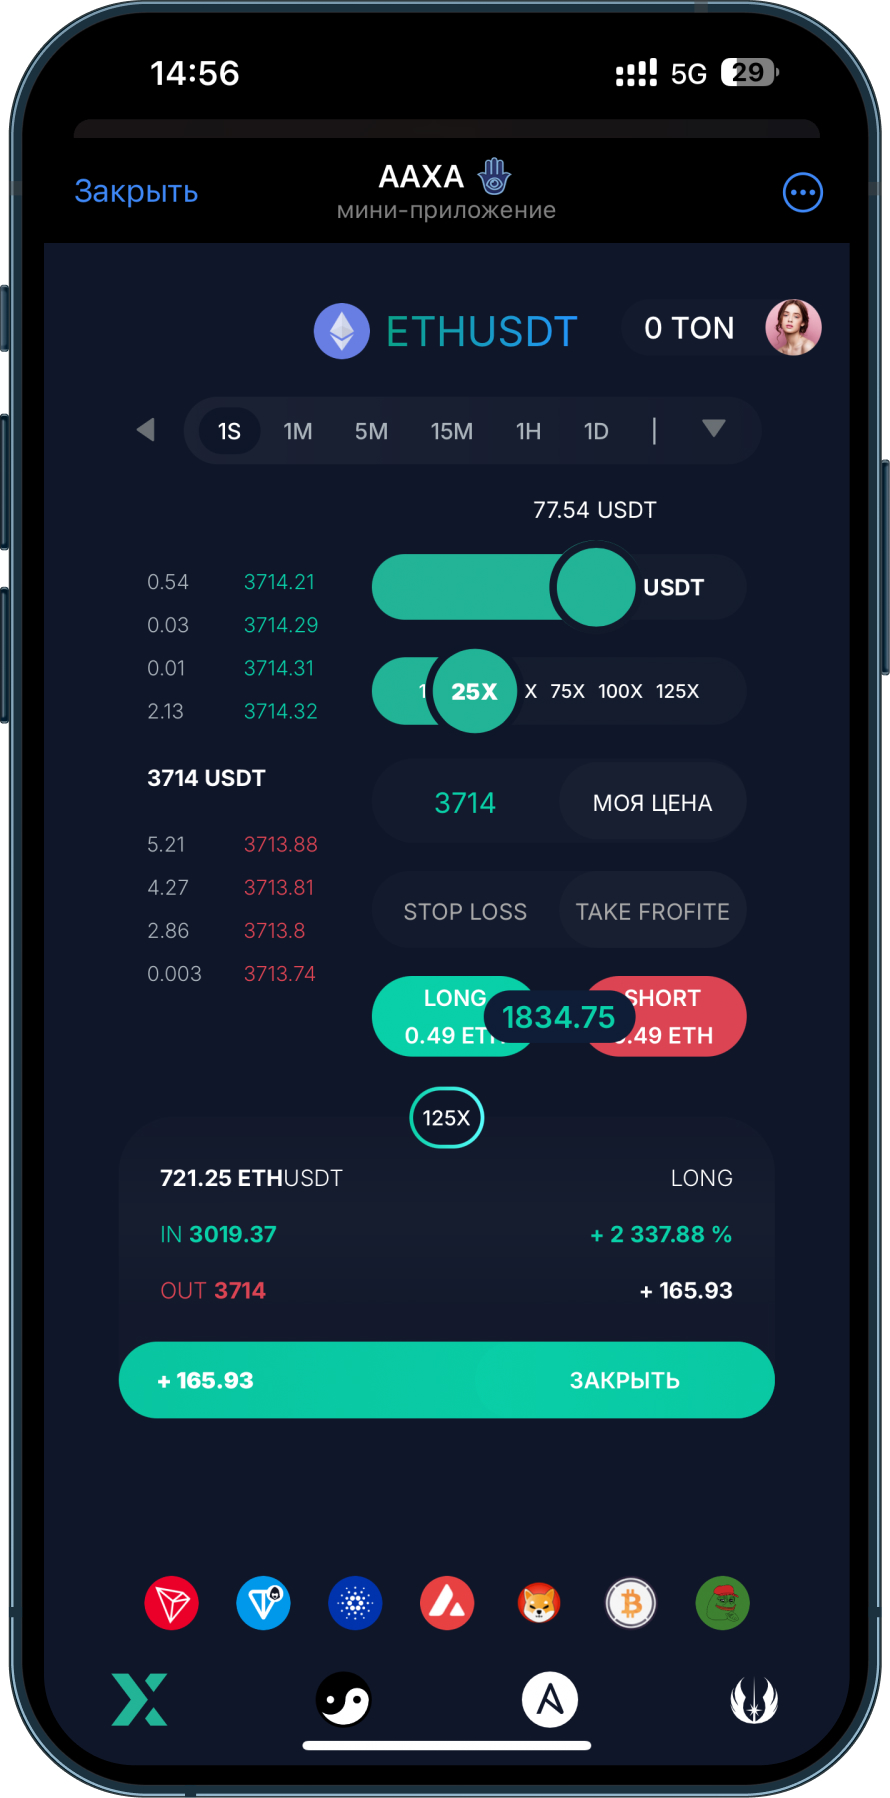 14:56 5G 29
Закрыть
AAXA
мини-приложение
ETHUSDT
0 TON
1S 1M 5M 15M 1H 1D |
77.54 USDT
USDT
0.54 3714.21
0.03 3714.29
0.01 3714.31
2.13 3714.32
1 25X X 75X 100X 125X
3714 USDT
3714 МОЯ ЦЕНА
5.21 3713.88
4.27 3713.81
2.86 3713.8
0.003 3713.74
STOP LOSS TAKE FROFITE
LONG
0.49 ETH
1834.75
SHORT
.49 ETH
125X
721.25 ETHUSDT LONG
IN 3019.37 + 2 337.88 %
OUT 3714 + 165.93
+ 165.93 ЗАКРЫТЬ